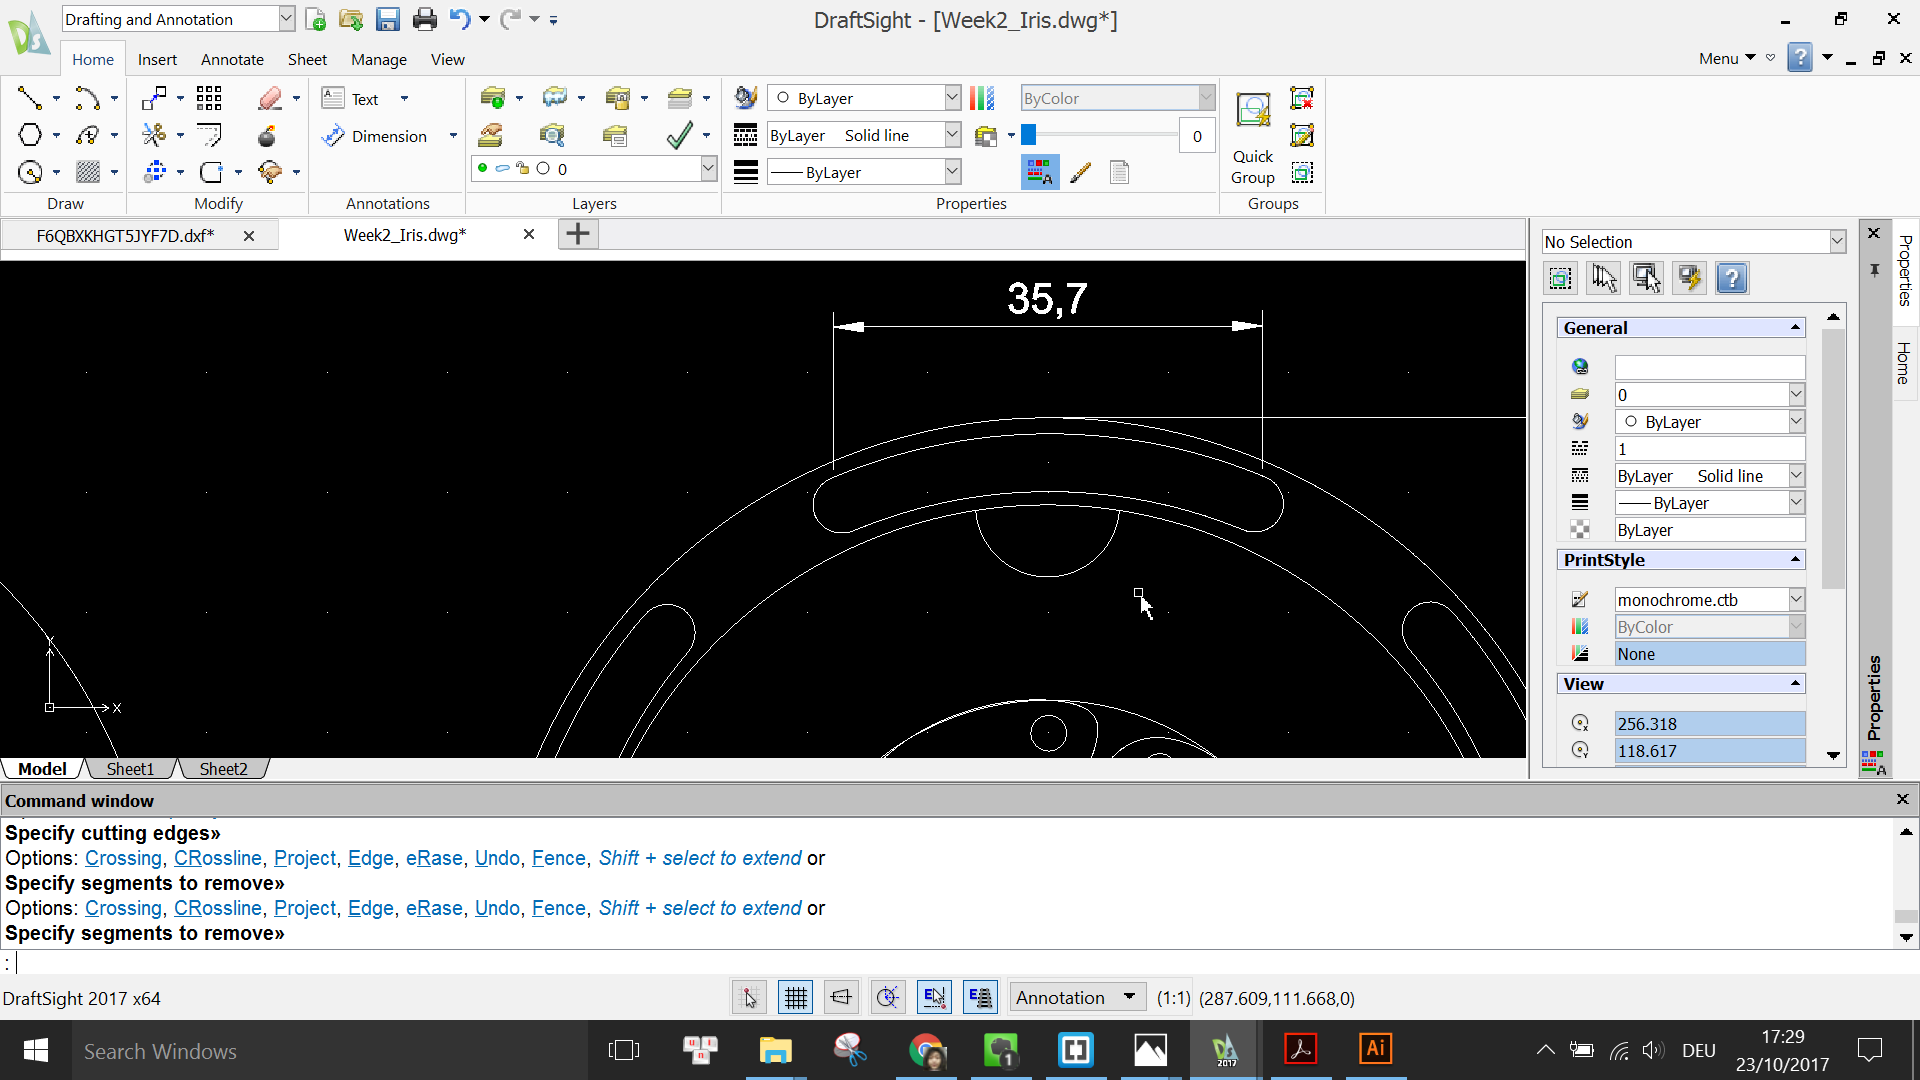 Drafting and Annotation
DraftSight - [Week2_Iris.dwg*]
Home Insert Annotate Sheet Manage View
Menu
Text
Dimension
0
ByLayer
ByLayer Solid line
ByLayer
ByColor
0
Quick
Group
Draw Modify Annotations Layers Properties Groups
F6QBXKHGT5JYF7D.dxf*
Week2_Iris.dwg*
35,7
Y
X
No Selection
General
0
ByLayer
1
ByLayer Solid line
ByLayer
ByLayer
PrintStyle
monochrome.ctb
ByColor
None
View
256.318
118.617
Properties
Home
Properties
Model Sheet1 Sheet2
Command window
Specify cutting edges»
Options: Crossing, CRossline, Project, Edge, eRase, Undo, Fence, Shift + select to extend or
Specify segments to remove»
Options: Crossing, CRossline, Project, Edge, eRase, Undo, Fence, Shift + select to extend or
Specify segments to remove»
:
DraftSight 2017 x64
Annotation
(1:1) (287.609,111.668,0)
Search Windows
u i n
1
DS
2017
Ai
DEU
17:29
23/10/2017